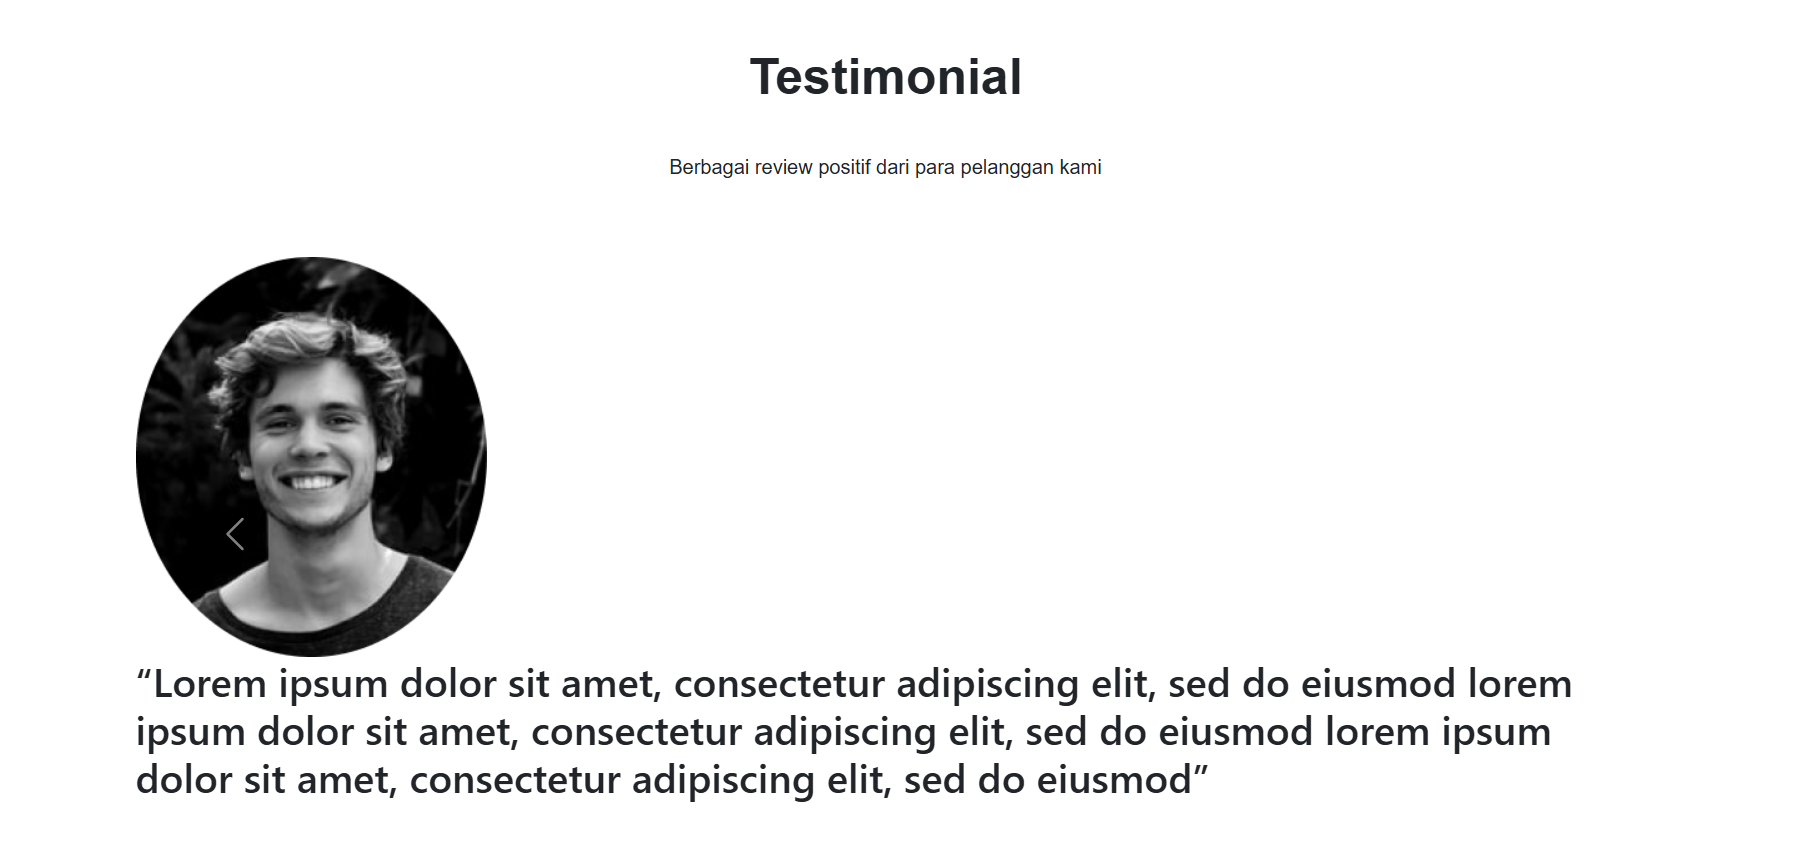 Testimonial
Berbagai review positif dari para pelanggan kami
“Lorem ipsum dolor sit amet, consectetur adipiscing elit, sed do eiusmod lorem
ipsum dolor sit amet, consectetur adipiscing elit, sed do eiusmod lorem ipsum
dolor sit amet, consectetur adipiscing elit, sed do eiusmod”